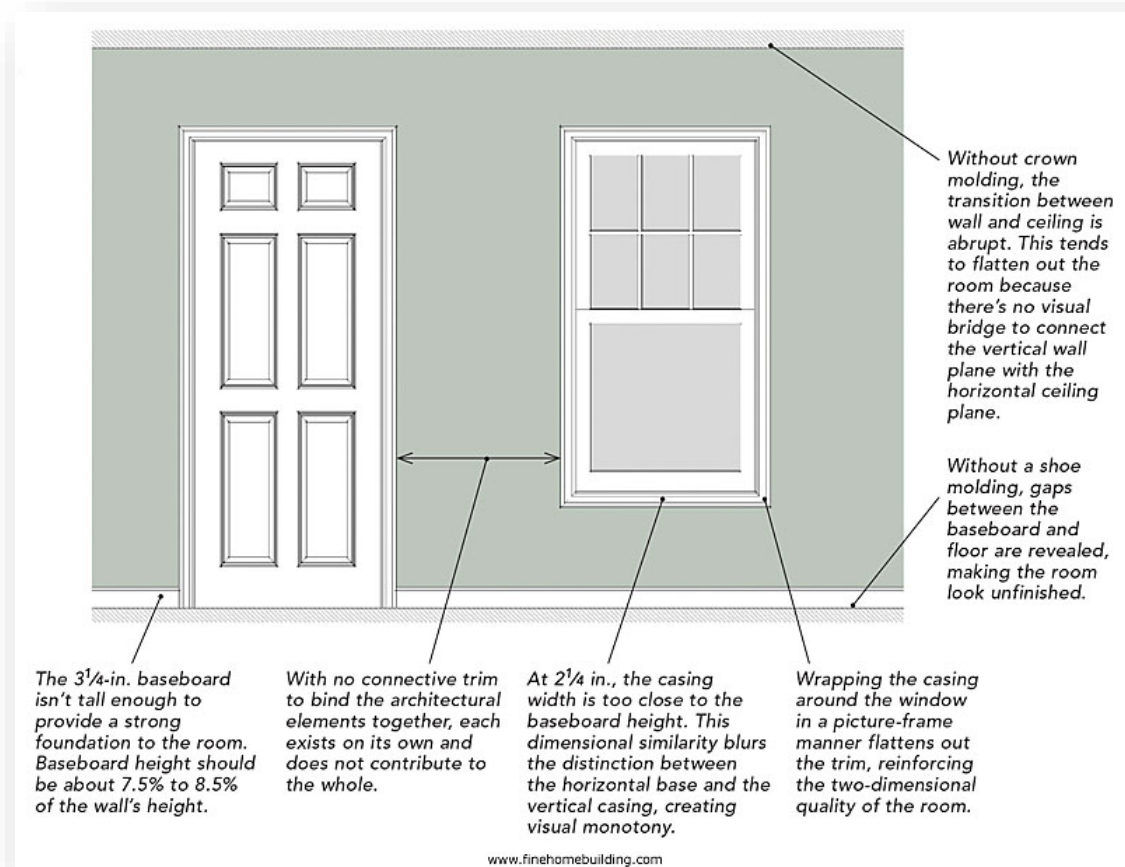 Without crown
molding, the
transition between
wall and ceiling is
abrupt. This tends
to flatten out the
room because
there's no visual
bridge to connect
the vertical wall
plane with the
horizontal ceiling
plane.
Without a shoe
molding, gaps
between the
baseboard and
floor are revealed,
making the room
look unfinished.
The 3¼-in. baseboard
isn't tall enough to
provide a strong
foundation to the room.
Baseboard height should
be about 7.5% to 8.5%
of the wall's height.
With no connective trim
to bind the architectural
elements together, each
exists on its own and
does not contribute to
the whole.
At 2¼ in., the casing
width is too close to the
baseboard height. This
dimensional similarity blurs
the distinction between
the horizontal base and the
vertical casing, creating
visual monotony.
Wrapping the casing
around the window
in a picture-frame
manner flattens out
the trim, reinforcing
the two-dimensional
quality of the room.
www.finehomebuilding.com